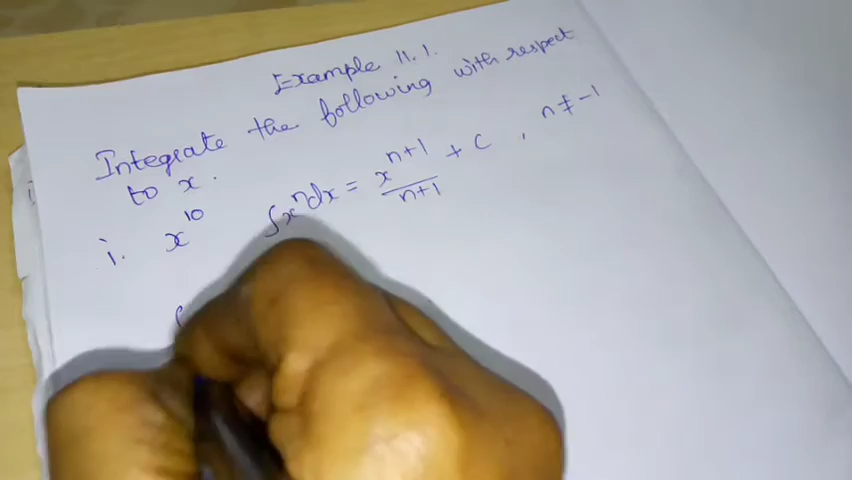 Example 11.1.
Integrate the following with respect
to x.
i. x^10 ∫x^n dx = x^(n+1)/(n+1) + C , n ≠ -1
∫